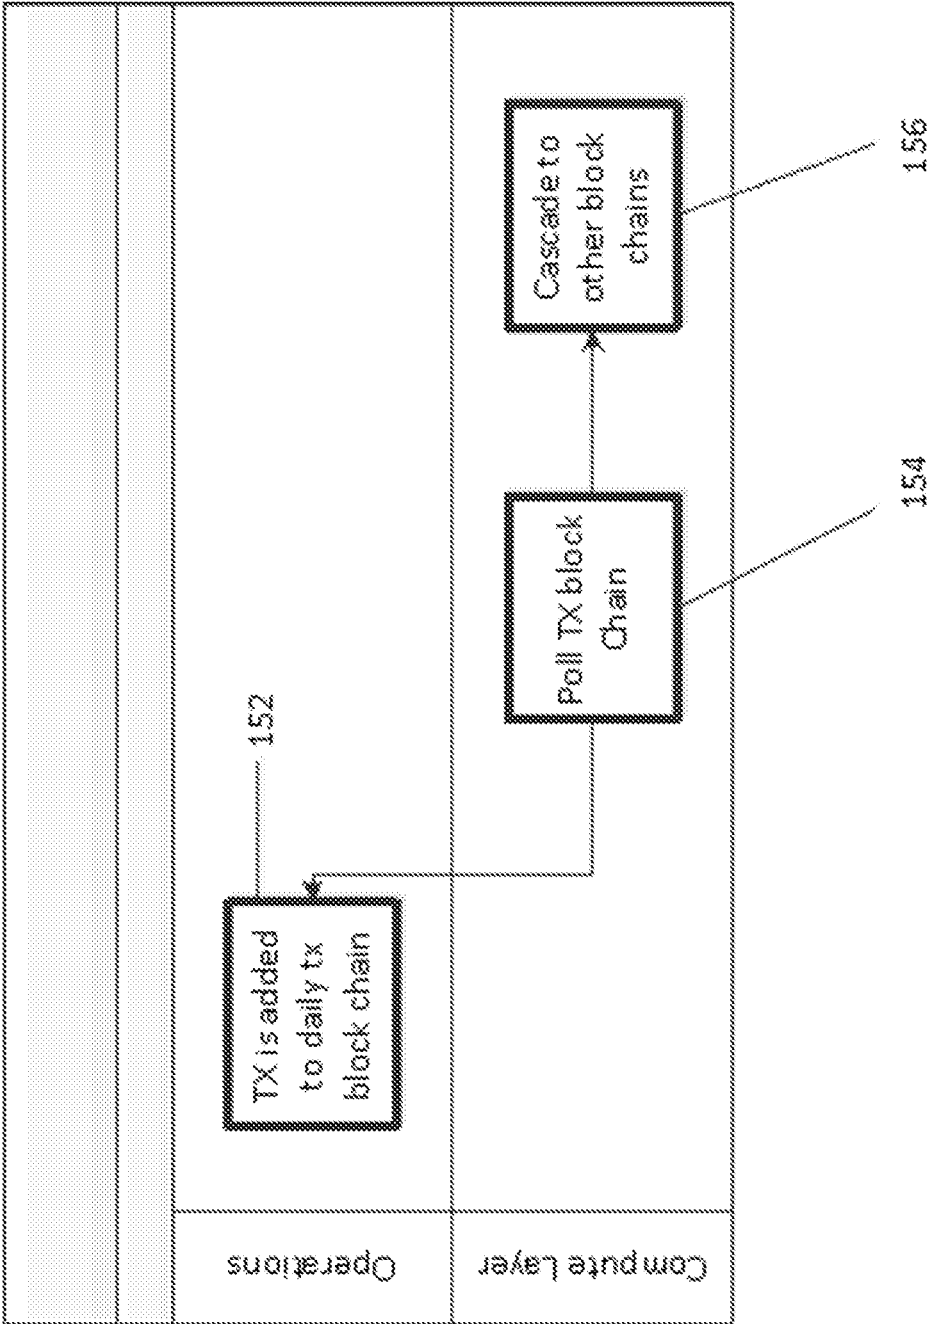 Operations
TX is added
to daily tx
block chain
152
Compute Layer
Poll TX block
Chain
154
Cascade to
other block
chains
156